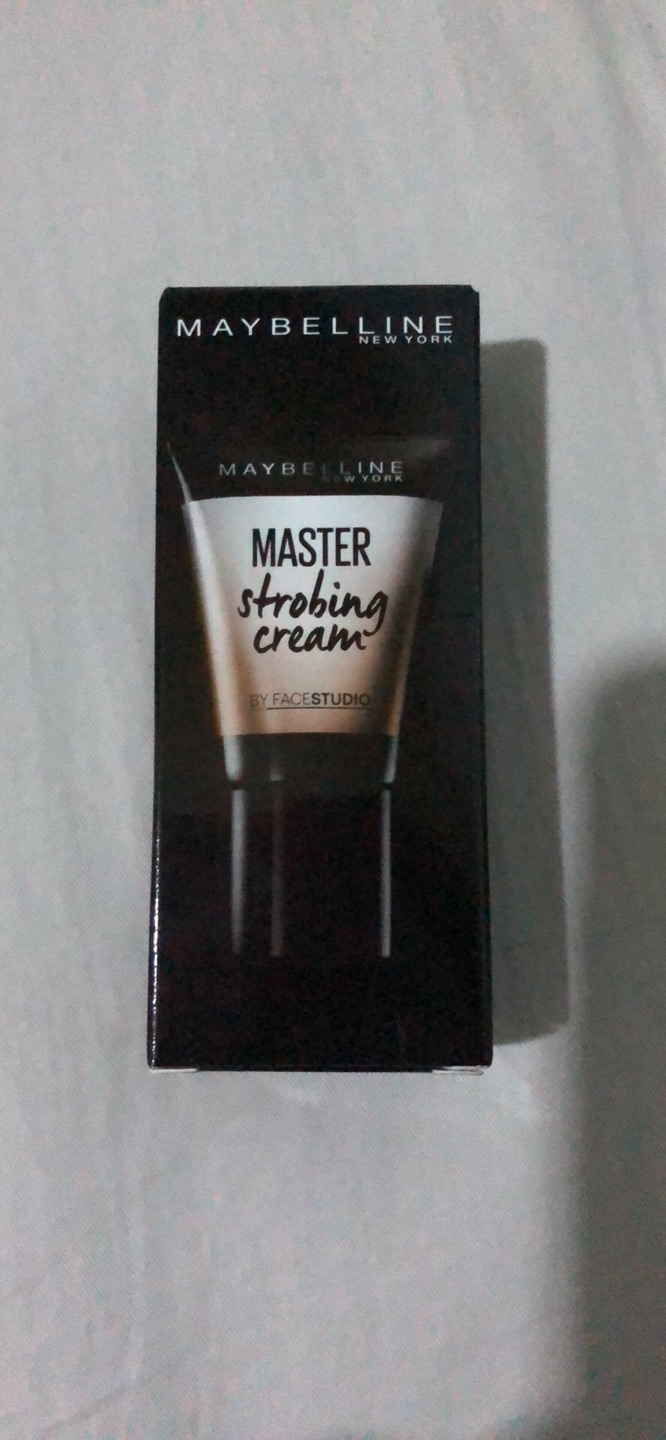 MAYBELLINE
NEW YORK
MAYBELLINE
NEW YORK
MASTER
strobing
cream
BY FACESTUDIO